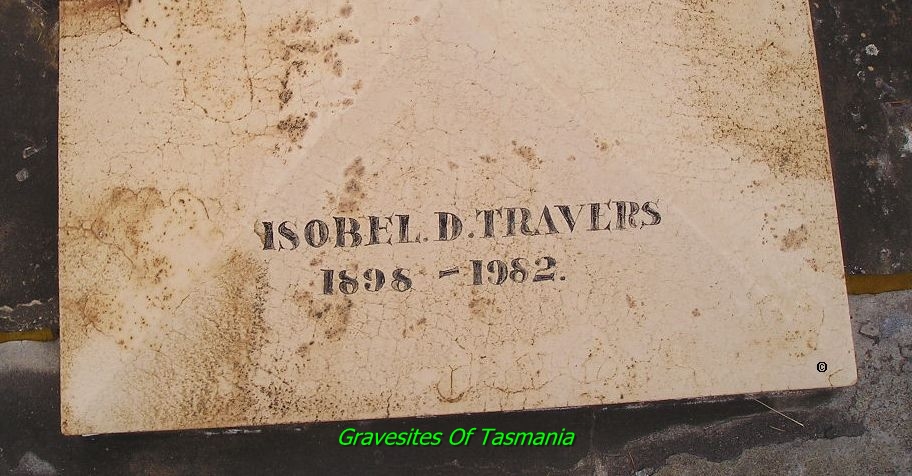 ISOBEL. D. TRAVERS
1898 - 1982.
©
Gravesites Of Tasmania